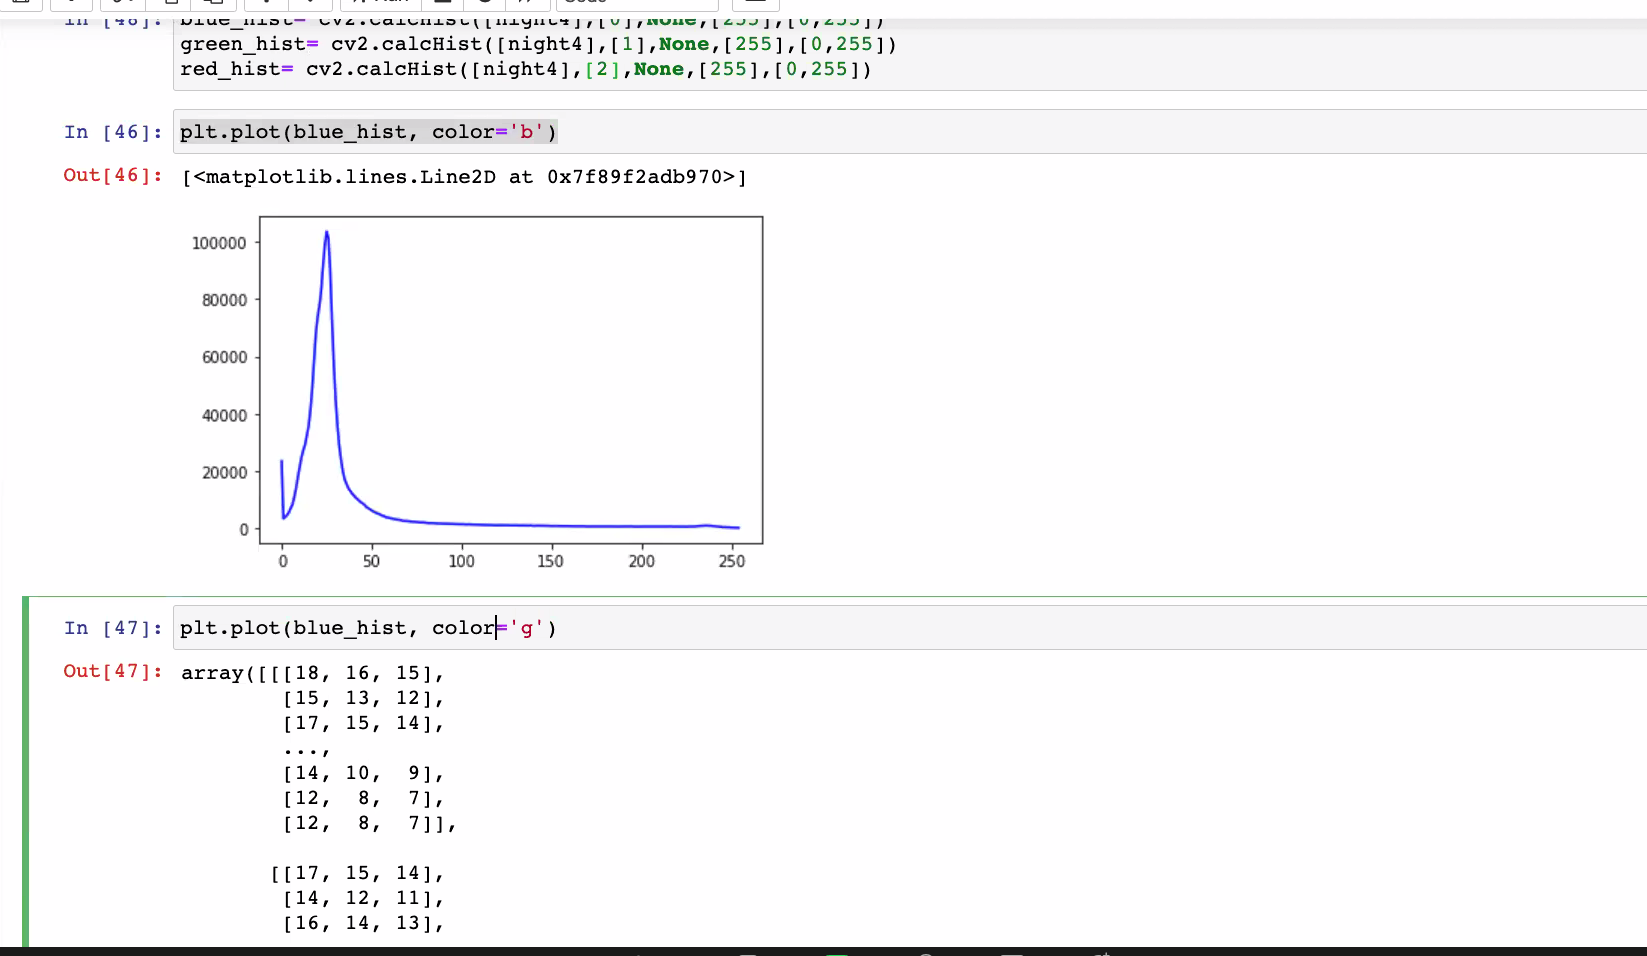 In [48]: blue_hist= cv2.calcHist([night4],[0],None,[255],[0,255])
green_hist= cv2.calcHist([night4],[1],None,[255],[0,255])
red_hist= cv2.calcHist([night4],[2],None,[255],[0,255])
In [46]: plt.plot(blue_hist, color='b')
Out[46]: [<matplotlib.lines.Line2D at 0x7f89f2adb970>]
100000
80000
60000
40000
20000
0
0 50 100 150 200 250
In [47]: plt.plot(blue_hist, color='g')
Out[47]: array([[[18, 16, 15],
[15, 13, 12],
[17, 15, 14],
...,
[14, 10, 9],
[12, 8, 7],
[12, 8, 7]],
[[17, 15, 14],
[14, 12, 11],
[16, 14, 13],